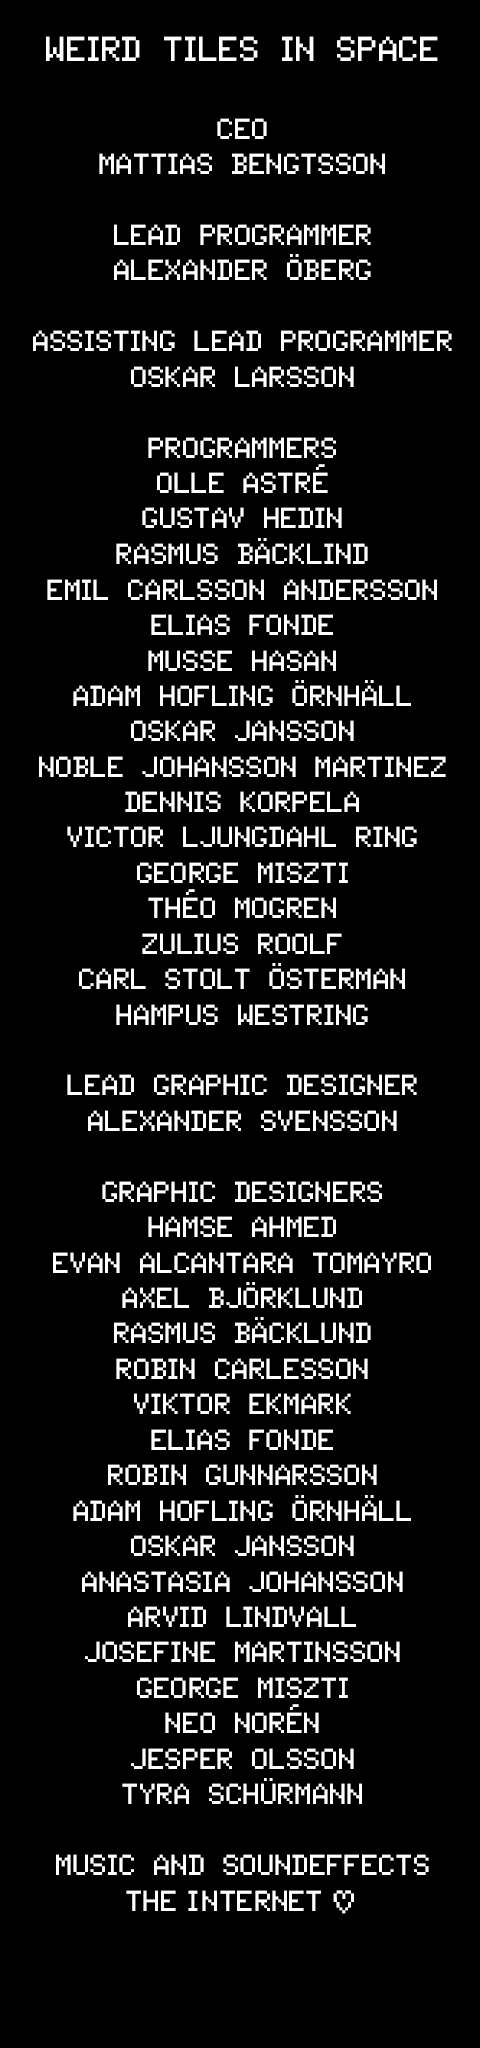 WEIRD TILES IN SPACE
CEO
MATTIAS BENGTSSON
LEAD PROGRAMMER
ALEXANDER ÖBERG
ASSISTING LEAD PROGRAMMER
OSKAR LARSSON
PROGRAMMERS
OLLE ASTRÉ
GUSTAV HEDIN
RASMUS BÄCKLIND
EMIL CARLSSON ANDERSSON
ELIAS FONDE
MUSSE HASAN
ADAM HOFLING ÖRNHÄLL
OSKAR JANSSON
NOBLE JOHANSSON MARTINEZ
DENNIS KORPELA
VICTOR LJUNGDAHL RING
GEORGE MISZTI
THÉO MOGREN
ZULIUS ROOLF
CARL STOLT ÖSTERMAN
HAMPUS WESTRING
LEAD GRAPHIC DESIGNER
ALEXANDER SVENSSON
GRAPHIC DESIGNERS
HAMSE AHMED
EVAN ALCANTARA TOMAYRO
AXEL BJÖRKLUND
RASMUS BÄCKLUND
ROBIN CARLESSON
VIKTOR EKMARK
ELIAS FONDE
ROBIN GUNNARSSON
ADAM HOFLING ÖRNHÄLL
OSKAR JANSSON
ANASTASIA JOHANSSON
ARVID LINDVALL
JOSEFINE MARTINSSON
GEORGE MISZTI
NEO NORÉN
JESPER OLSSON
TYRA SCHÜRMANN
MUSIC AND SOUNDEFFECTS
THE INTERNET ♡